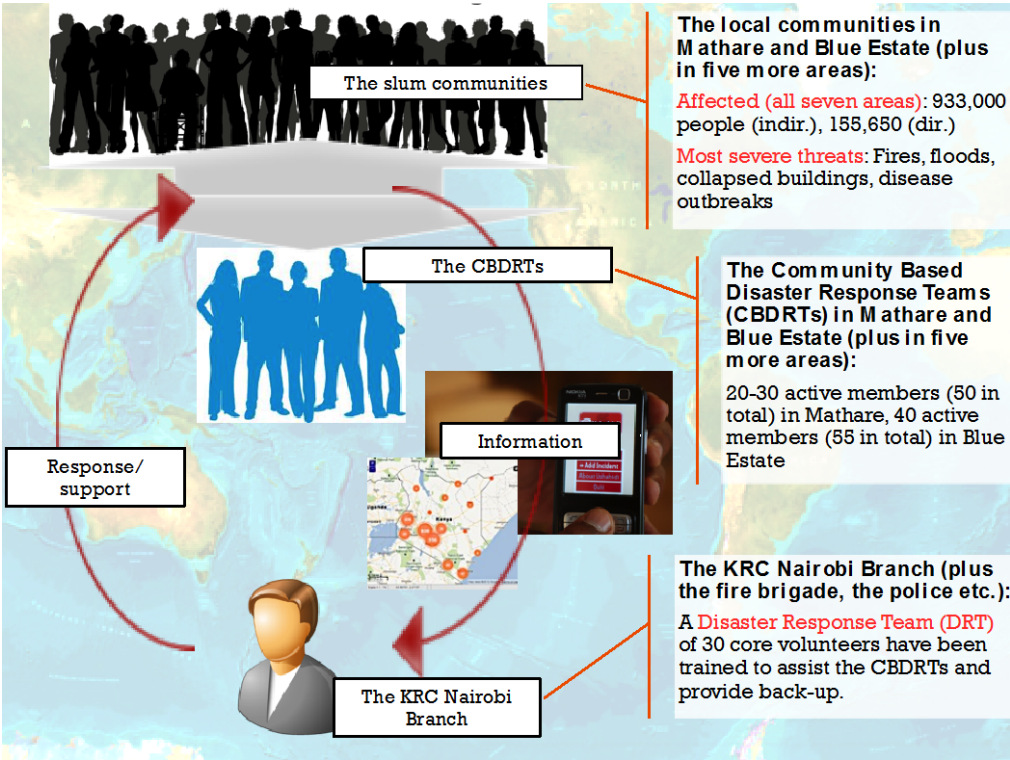 The slum communities
The local communities in
Mathare and Blue Estate (plus
in five more areas):
Affected (all seven areas): 933,000
people (indir.), 155,650 (dir.)
Most severe threats: Fires, floods,
collapsed buildings, disease
outbreaks
NORTH
The CBDRTs
The Community Based
Disaster Response Teams
(CBDRTs) in Mathare and
Blue Estate (plus in five
more areas):
20-30 active members (50 in
total) in Mathare, 40 active
members (55 in total) in Blue
Estate
NOKIA
Information
+ Add Incident
Kenya
Response/
support
The KRC Nairobi Branch (plus
the fire brigade, the police etc.):
A Disaster Response Team (DRT)
of 30 core volunteers have been
trained to assist the CBDRTs and
provide back-up.
The KRC Nairobi
Branch